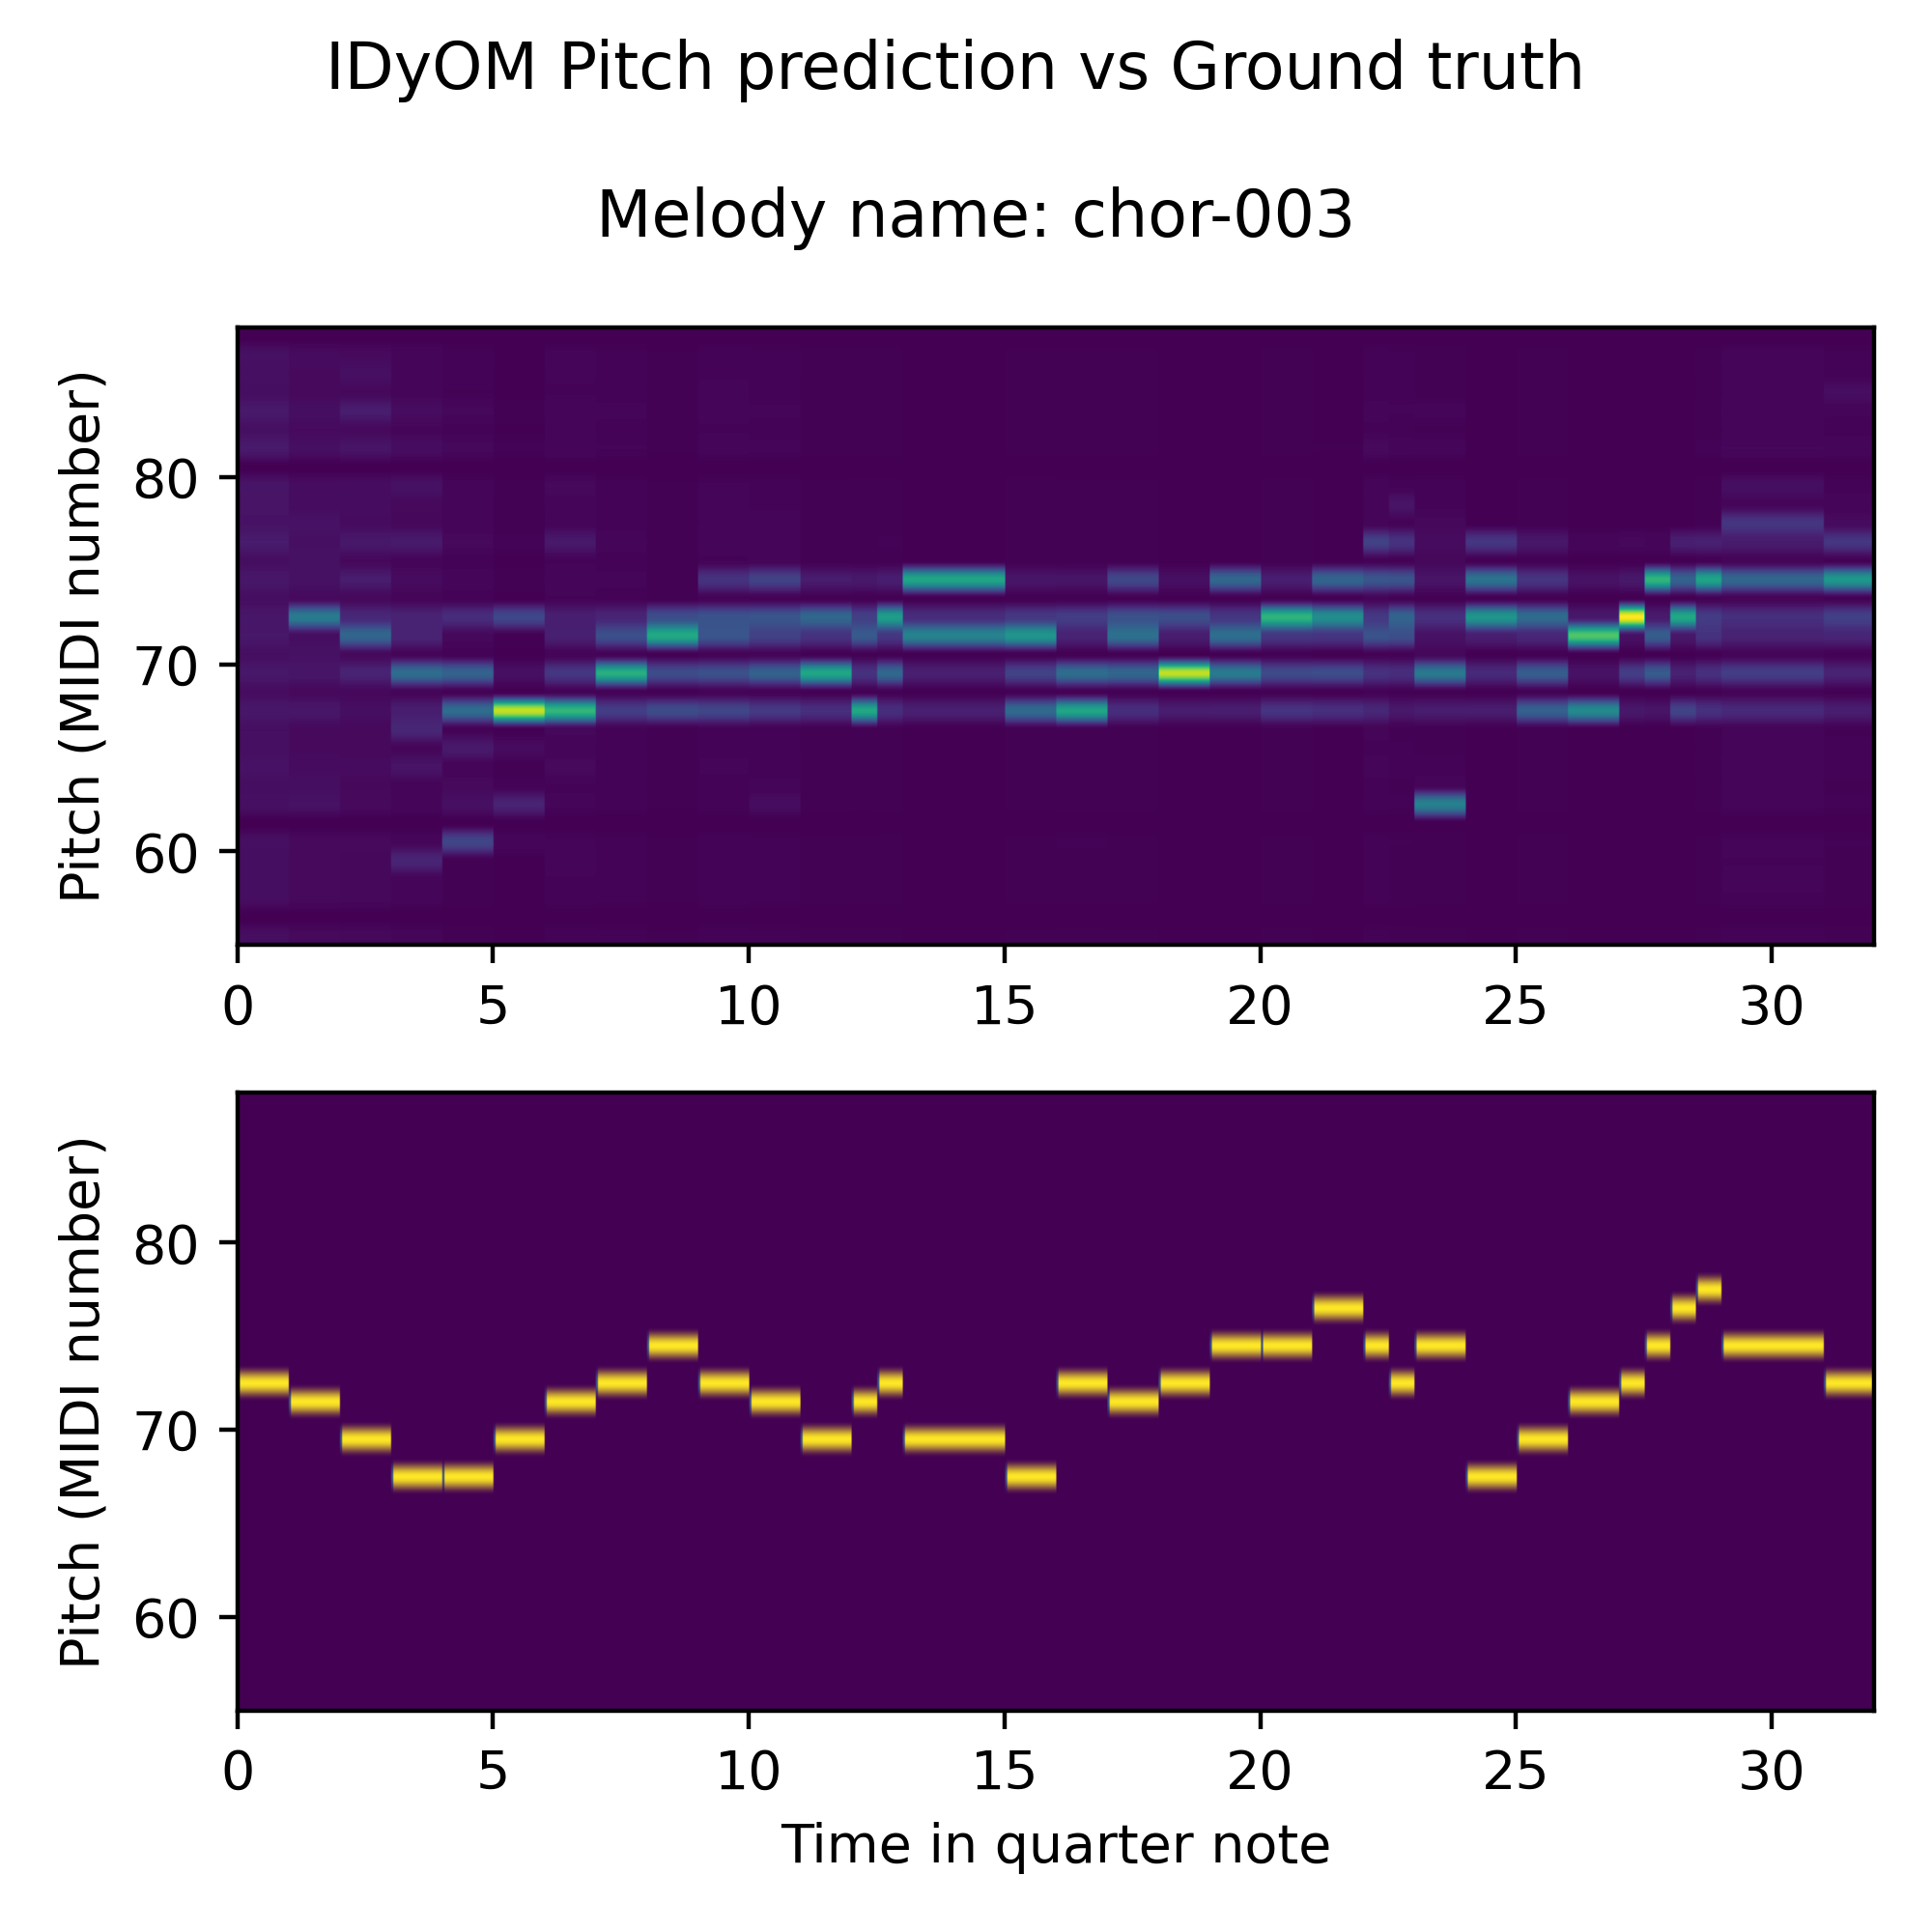 IDyOM Pitch prediction vs Ground truth
Melody name: chor-003
Pitch (MIDI number)
80
70
60
0 5 10 15 20 25 30
Pitch (MIDI number)
80
70
60
0 5 10 15 20 25 30
Time in quarter note